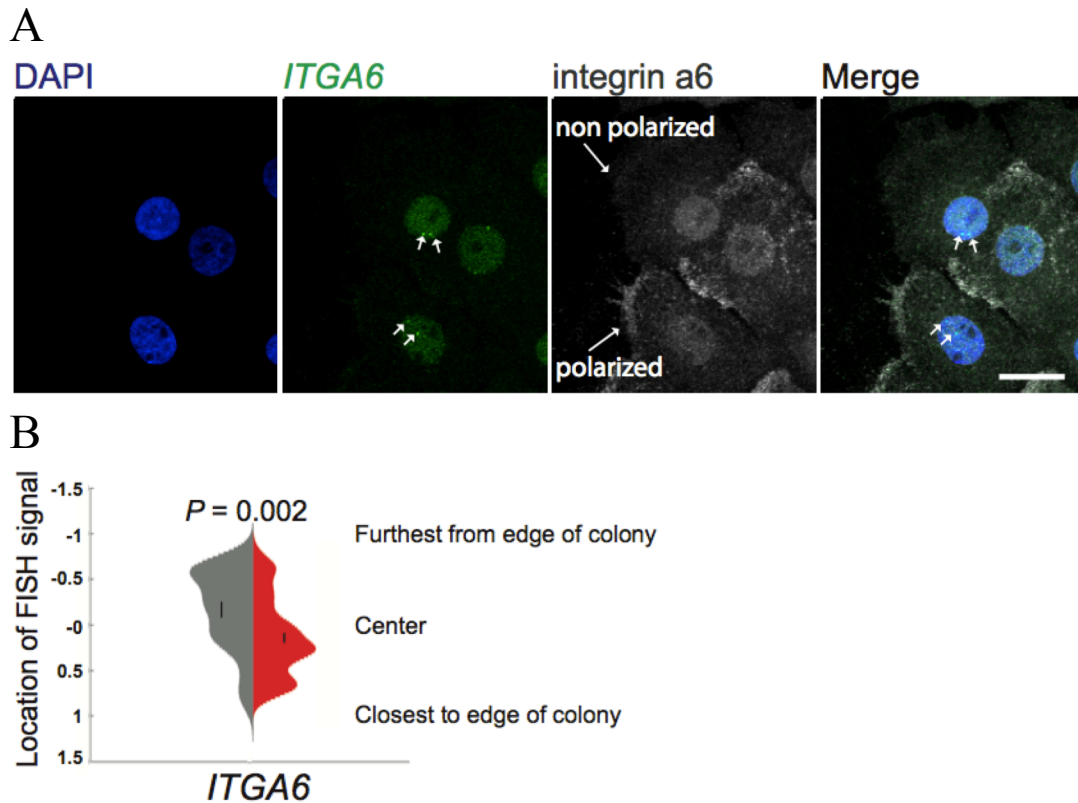 A
DAPI
ITGA6
integrin a6
Merge
non polarized
polarized
B
Location of FISH signal
-1.5
-1
-0.5
-0
0.5
1
1.5
P = 0.002
Furthest from edge of colony
Center
Closest to edge of colony
ITGA6